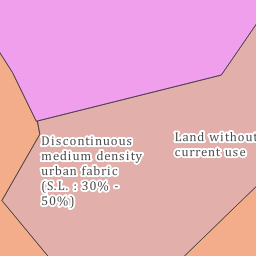 Discontinuous
medium density
urban fabric
(S.L. : 30% -
50%)
Land without
current use